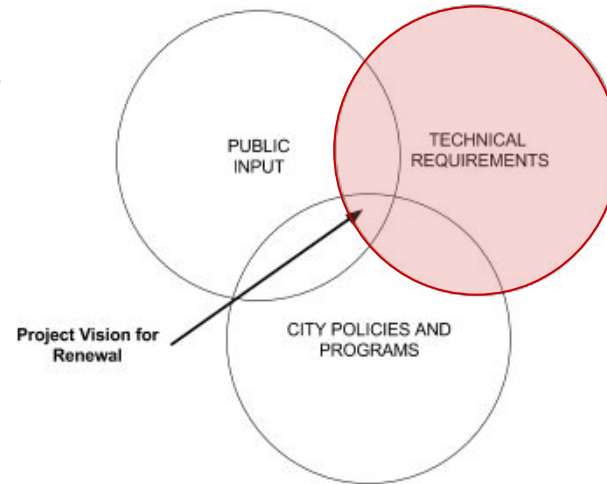 PUBLIC
INPUT
TECHNICAL
REQUIREMENTS
Project Vision for
Renewal
CITY POLICIES AND
PROGRAMS